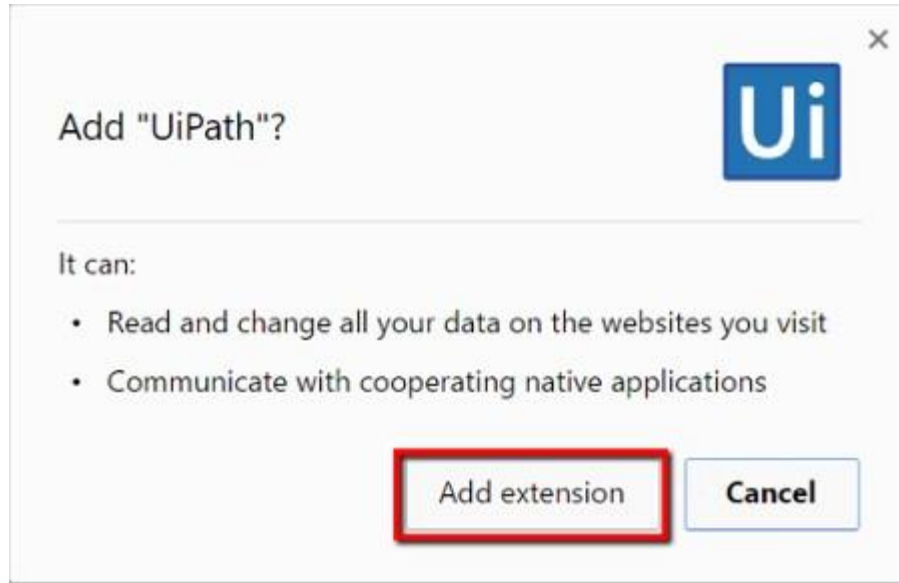 Add "UiPath"?
Ui
It can:
• Read and change all your data on the websites you visit
• Communicate with cooperating native applications
Add extension
Cancel